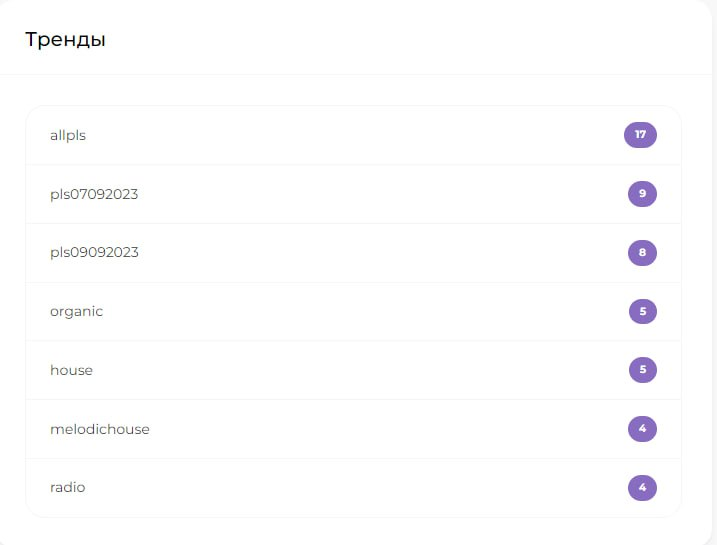 Тренды
allpls 17
pls07092023 9
pls09092023 8
organic 5
house 5
melodichouse 4
radio 4